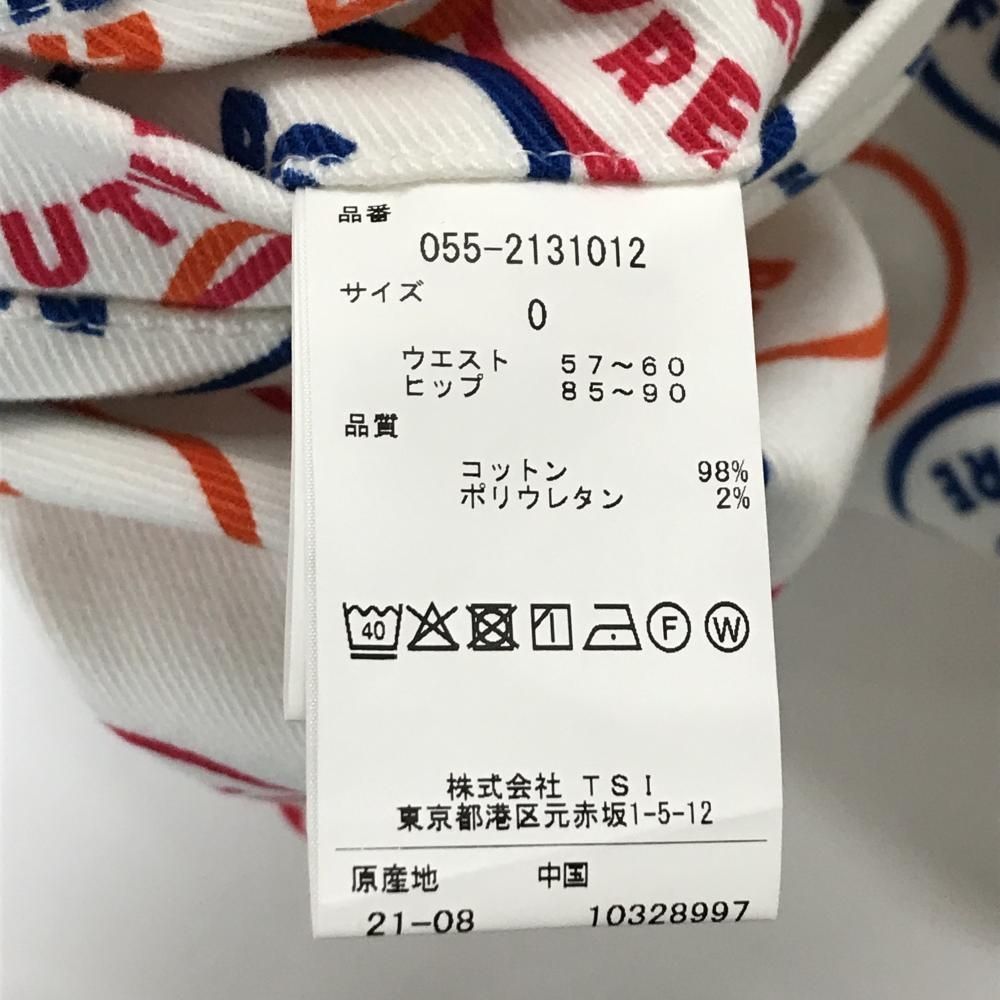 UT
RE
品番
055-2131012
サイズ
0
ウエスト 57~60
ヒップ 85~90
品質
コットン 98%
ポリウレタン 2%
40
F
W
株式会社 TSI
東京都港区元赤坂1-5-12
原産地 中国
21-08 10328997